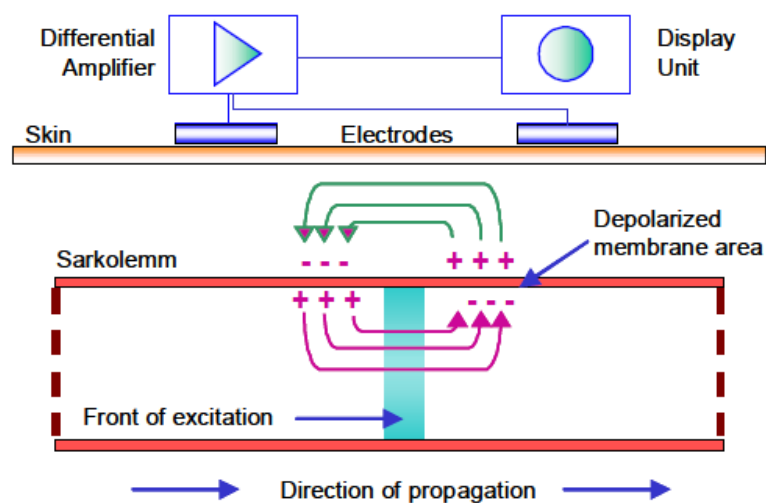 Differential
Amplifier
Display
Unit
Skin
Electrodes
Depolarized
membrane area
Sarkolemm
- - -
+ + +
+ + +
- - -
Front of excitation
Direction of propagation